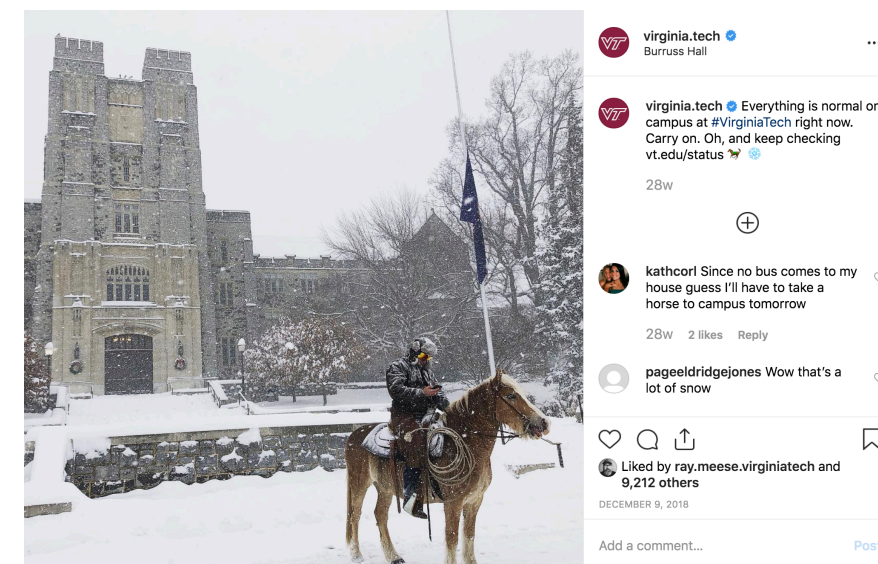 virginia.tech
Burruss Hall
virginia.tech Everything is normal on
campus at #VirginiaTech right now.
Carry on. Oh, and keep checking
vt.edu/status 🐎 ❄️
28w
kathcorl Since no bus comes to my
house guess I'll have to take a
horse to campus tomorrow
28w 2 likes Reply
pageeldridgejones Wow that's a
lot of snow
Liked by ray.meese.virginiatech and
9,212 others
DECEMBER 9, 2018
Add a comment...
Post